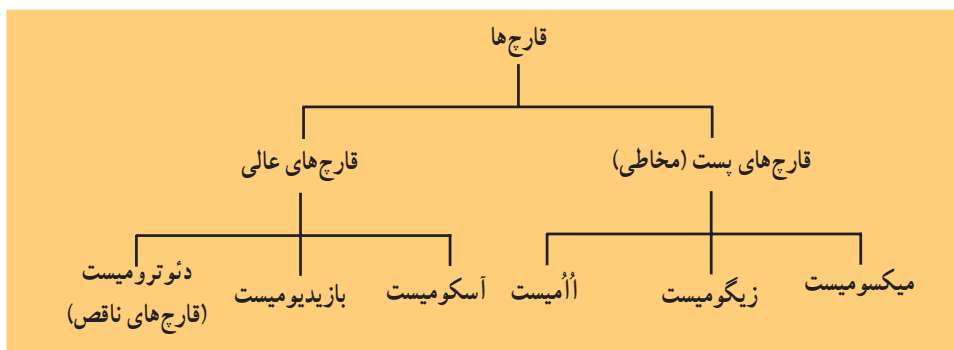 قارچ‌ها
قارچ‌های پست (مخاطی)
قارچ‌های عالی
میکسومیست
زیگومیست
اُاُمیست
آسکومیست
بازیدیومیست
دئوترومیست
(قارچ‌های ناقص)